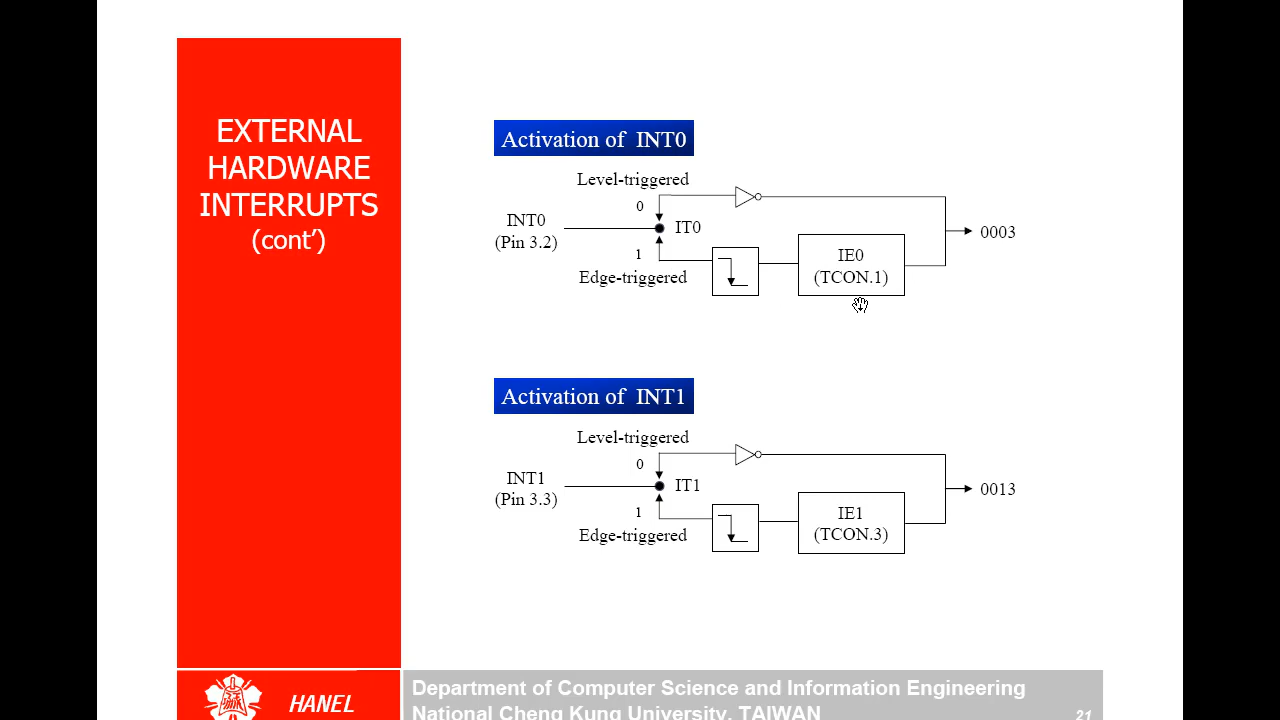 EXTERNAL
HARDWARE
INTERRUPTS
(cont’)
Activation of INT0
Level-triggered
0
INT0
(Pin 3.2)
IT0
1
Edge-triggered
IE0
(TCON.1)
0003
Activation of INT1
Level-triggered
0
INT1
(Pin 3.3)
IT1
1
Edge-triggered
IE1
(TCON.3)
0013
HANEL
Department of Computer Science and Information Engineering
National Cheng Kung University, TAIWAN
21